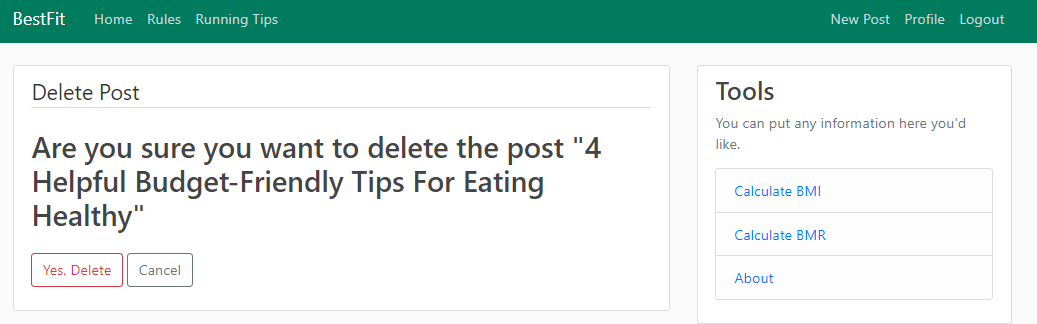 BestFit Home Rules Running Tips New Post Profile Logout
Delete Post
Are you sure you want to delete the post "4
Helpful Budget-Friendly Tips For Eating
Healthy"
Yes, Delete Cancel
Tools
You can put any information here you'd
like.
Calculate BMI
Calculate BMR
About